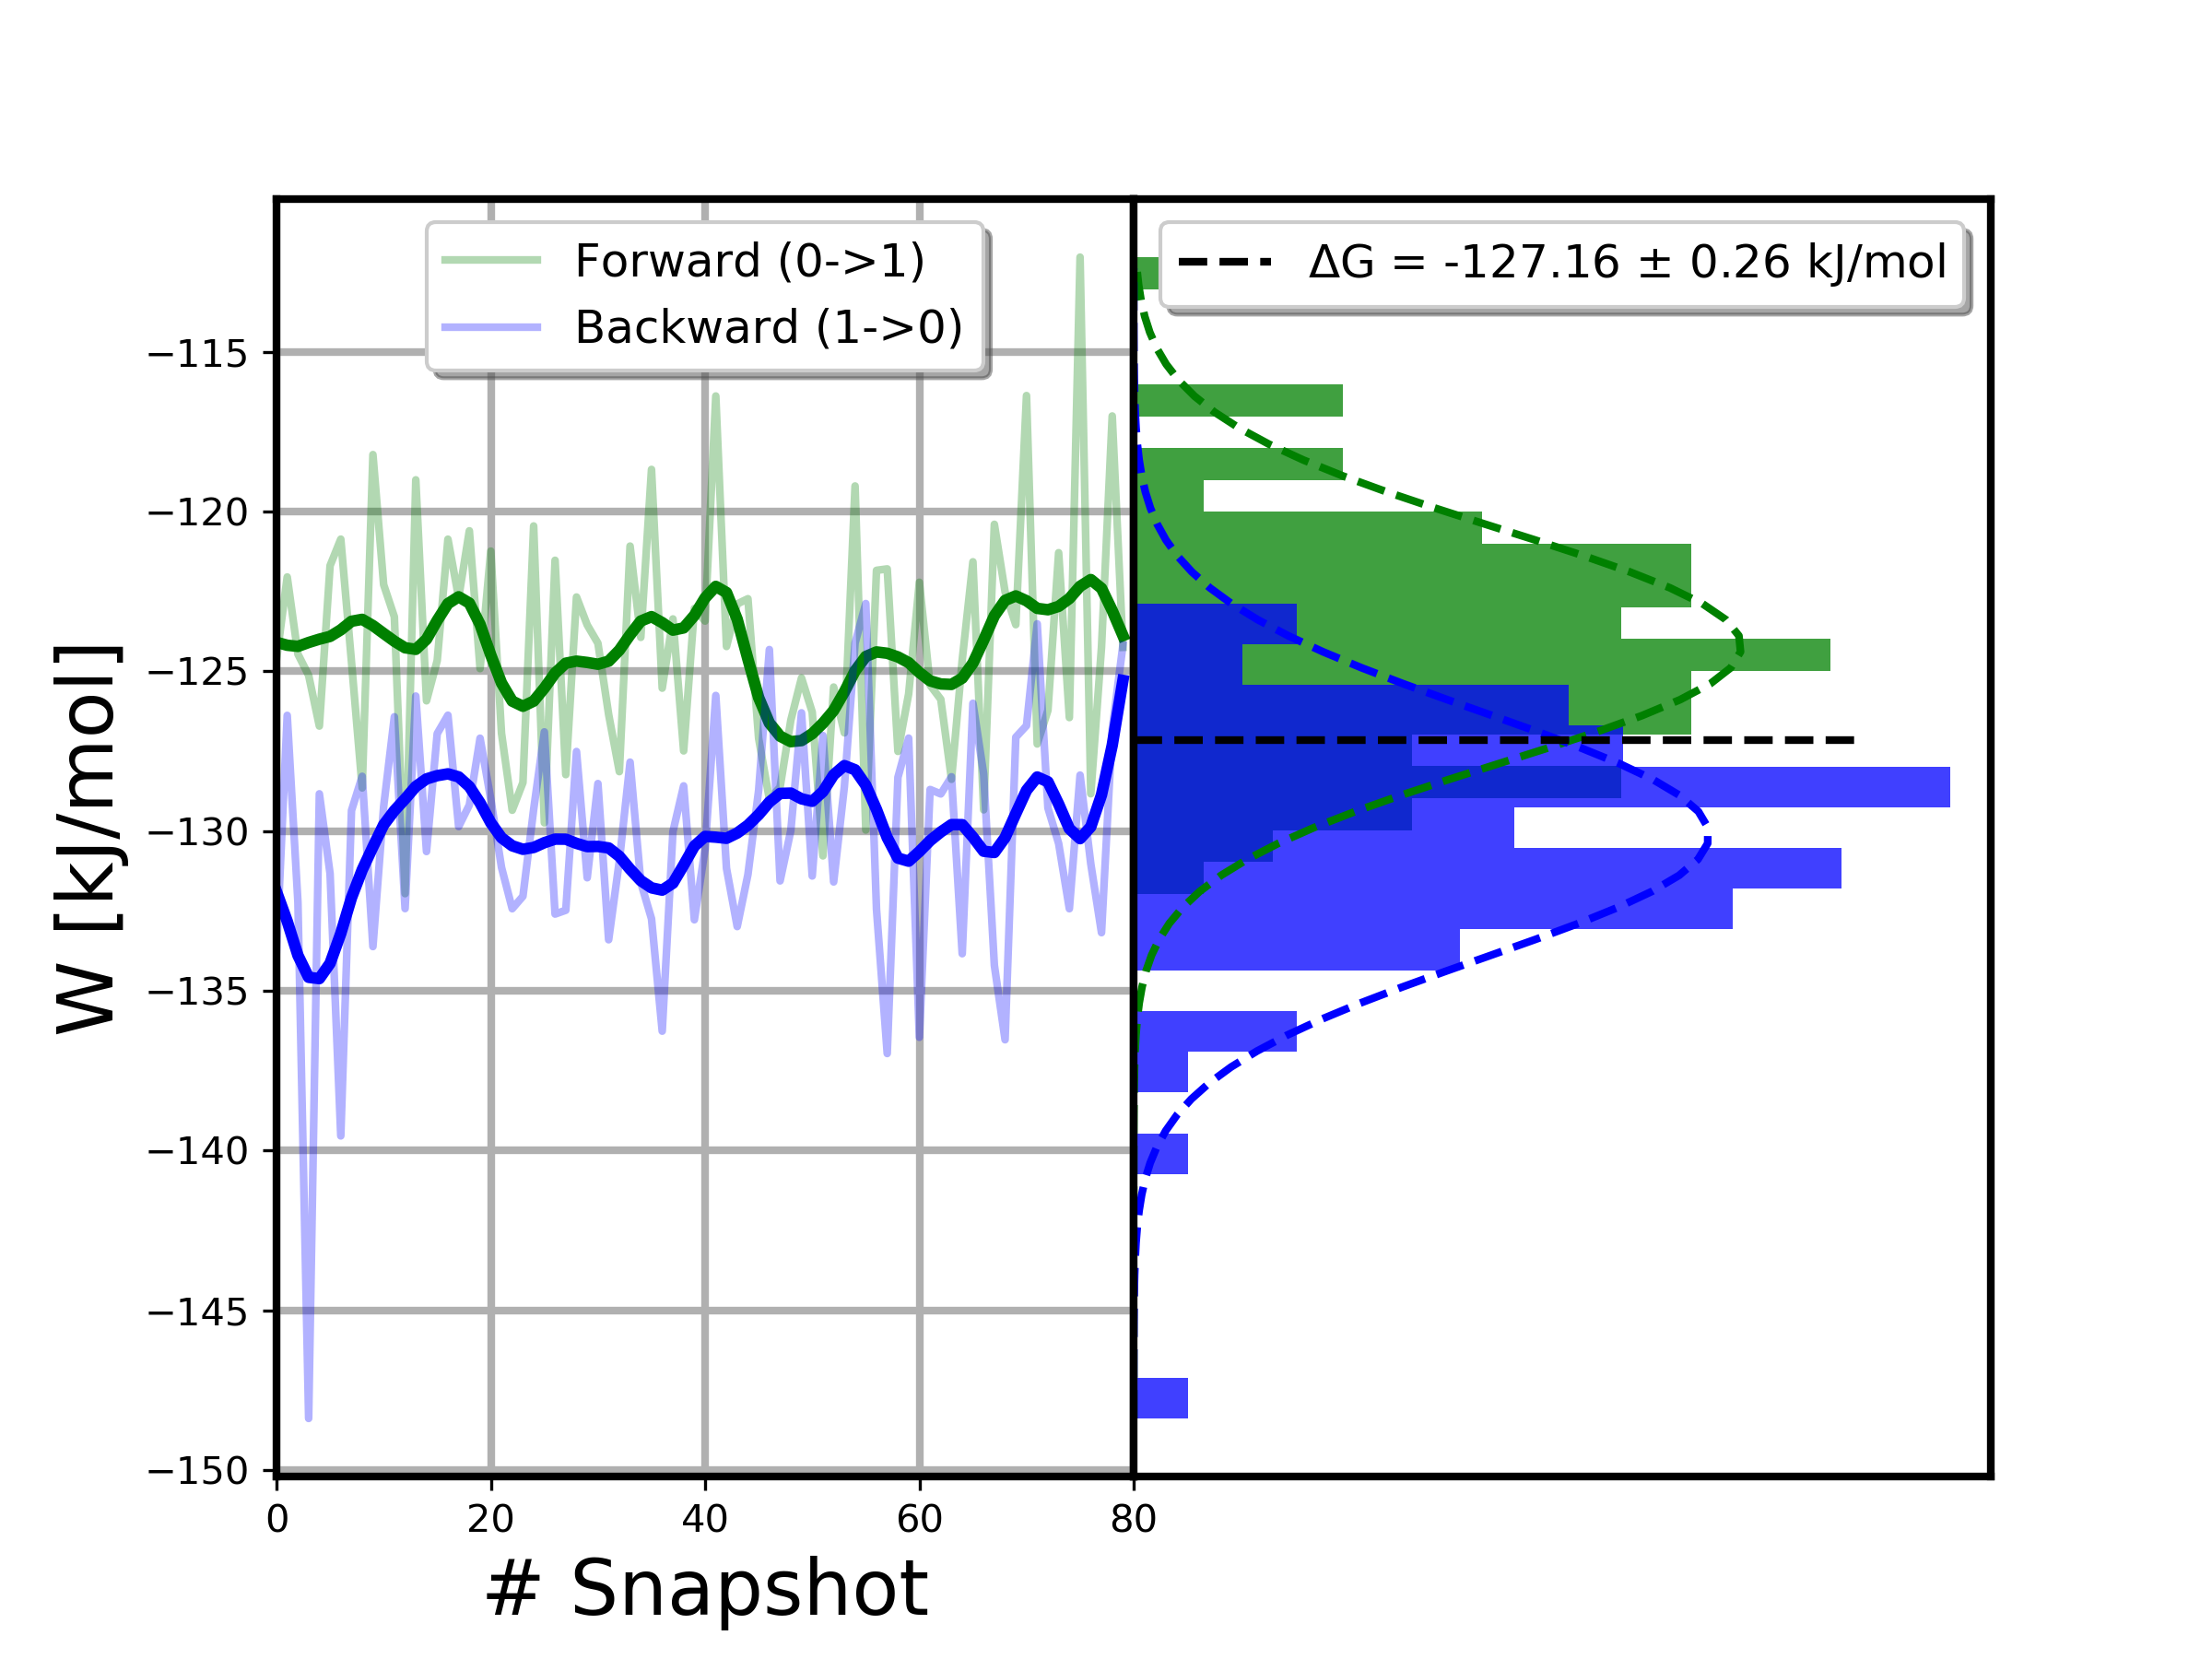 Forward (0->1)
Backward (1->0)
ΔG = -127.16 ± 0.26 kJ/mol
W [kJ/mol]
−115
−120
−125
−130
−135
−140
−145
−150
0 20 40 60 80
# Snapshot